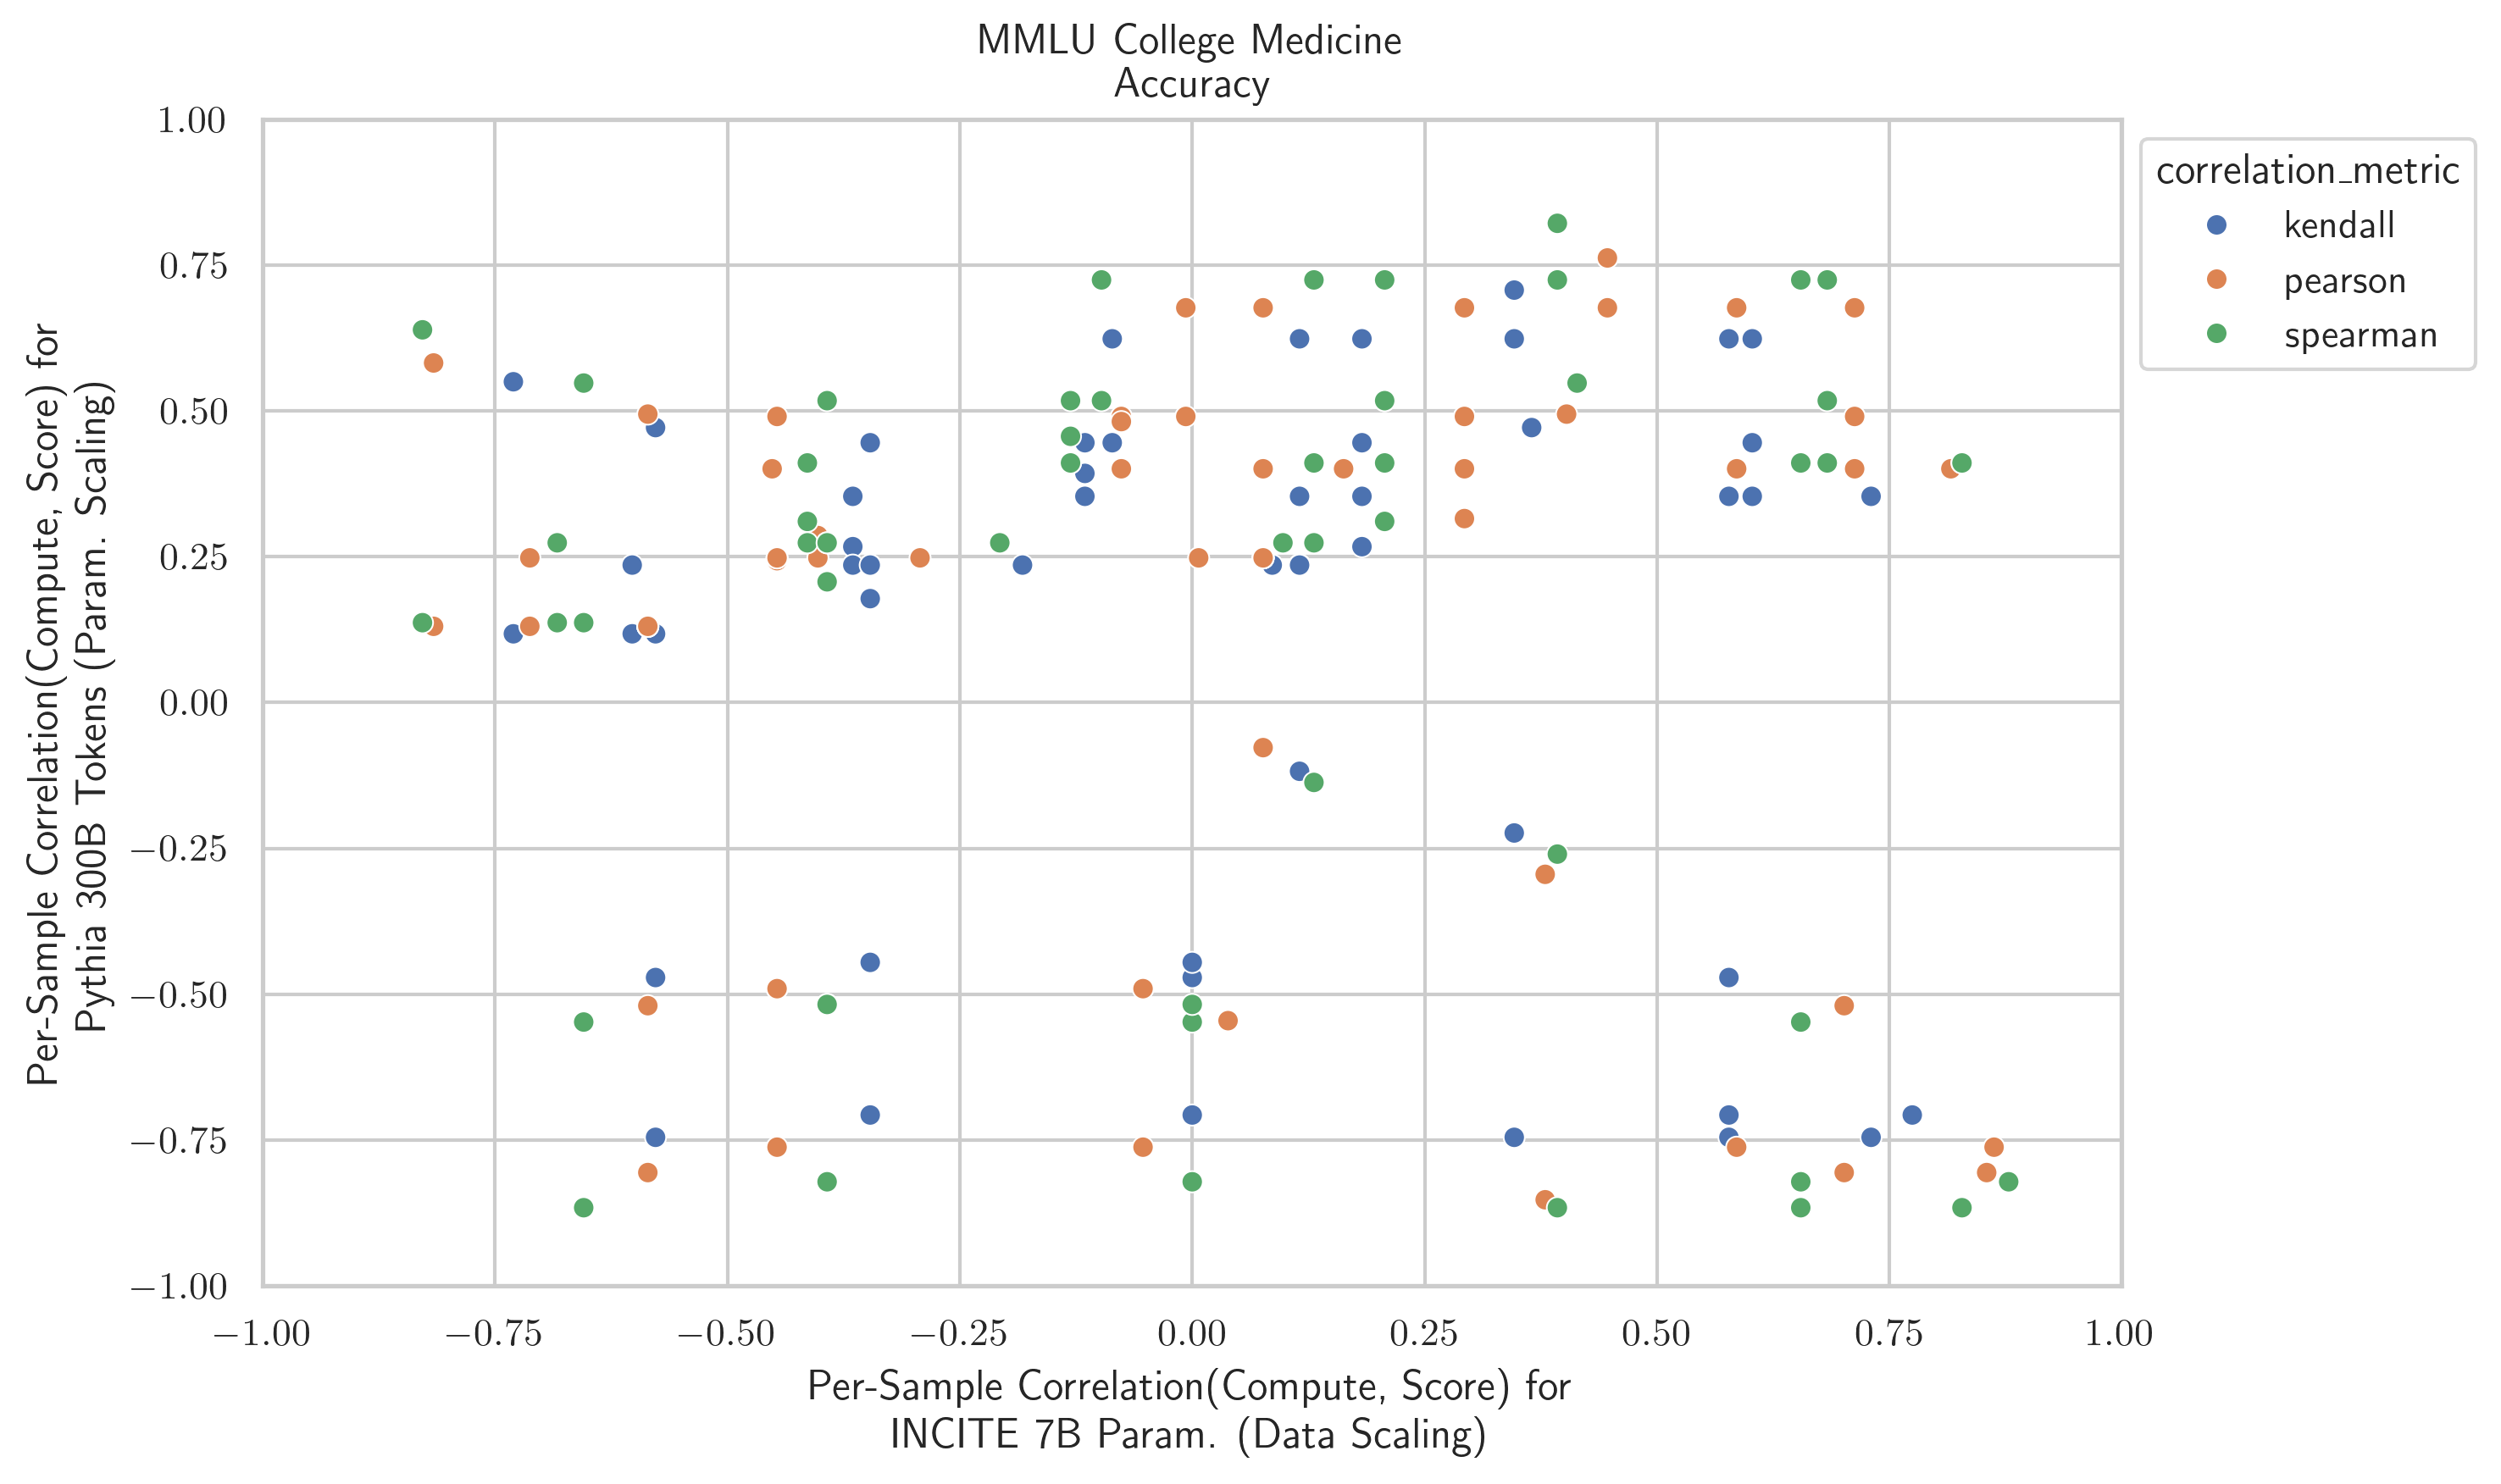 MMLU College Medicine
Accuracy
1.00
0.75
0.50
0.25
0.00
−0.25
−0.50
−0.75
−1.00
Per-Sample Correlation(Compute, Score) for
Pythia 300B Tokens (Param. Scaling)
−1.00 −0.75 −0.50 −0.25 0.00 0.25 0.50 0.75 1.00
Per-Sample Correlation(Compute, Score) for
INCITE 7B Param. (Data Scaling)
correlation_metric
kendall
pearson
spearman